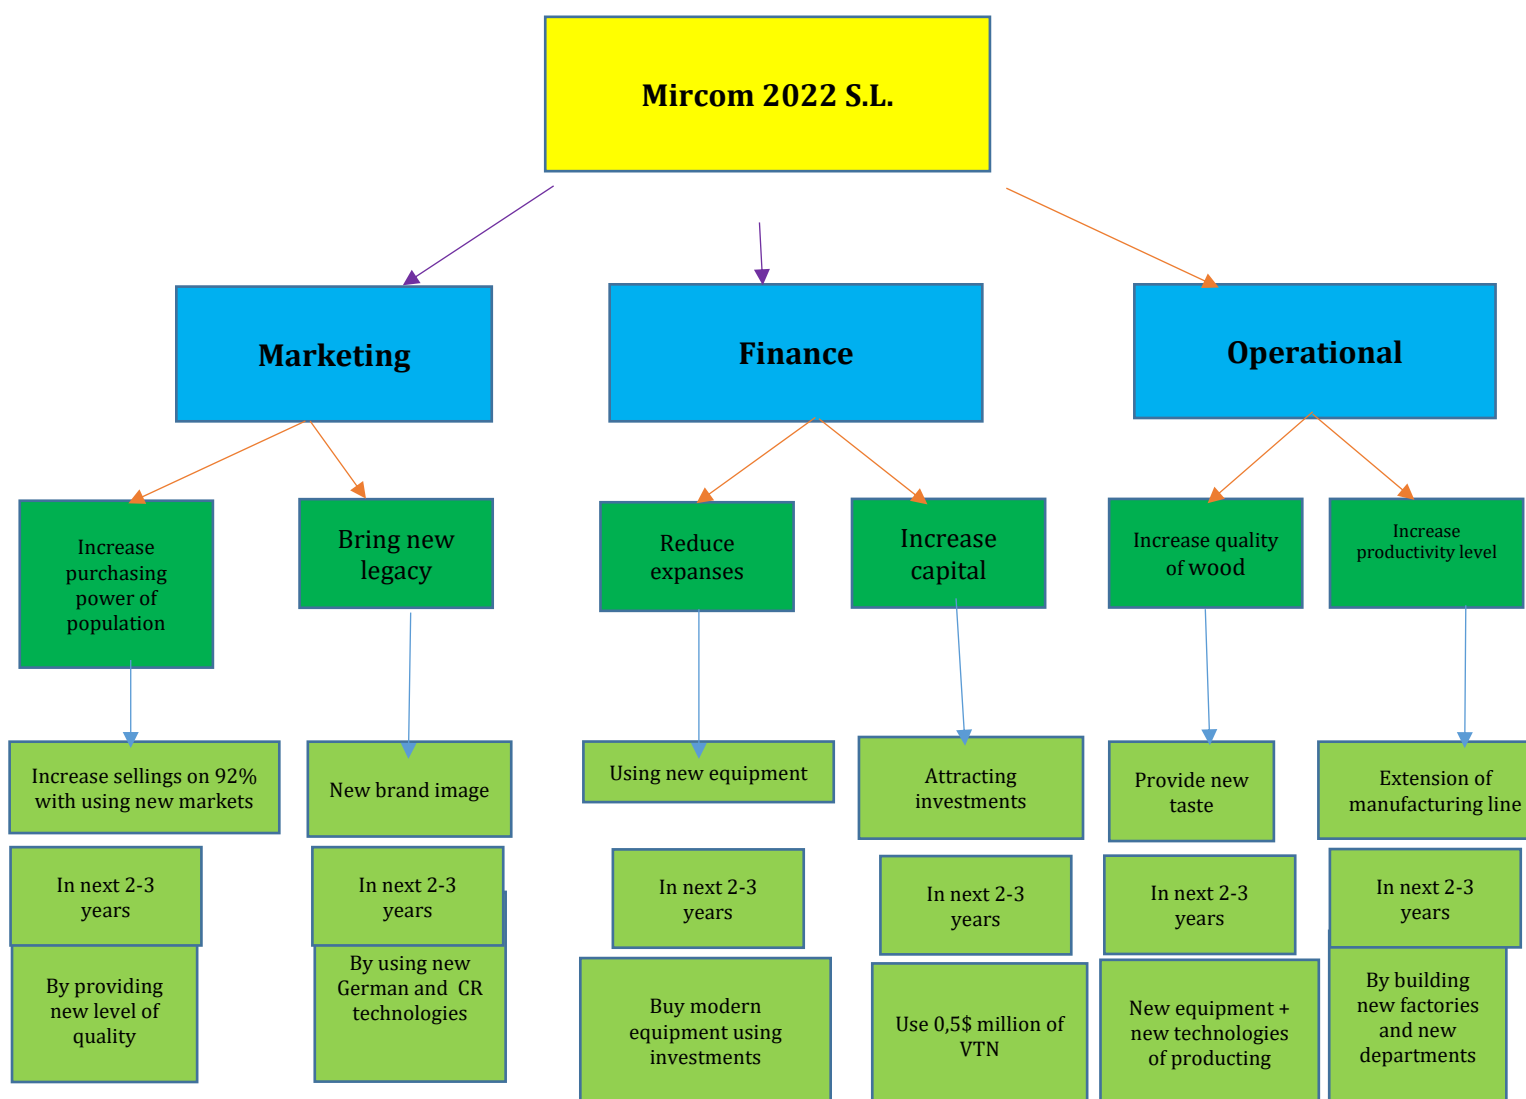 Mircom 2022 S.L.
Marketing
Finance
Operational
Increase
purchasing
power of
population
Bring new
legacy
Reduce
expanses
Increase
capital
Increase quality
of wood
Increase
productivity level
Increase sellings on 92%
with using new markets
New brand image
Using new equipment
Attracting
investments
Provide new
taste
Extension of
manufacturing line
In next 2-3
years
In next 2-3
years
In next 2-3
years
In next 2-3
years
In next 2-3
years
In next 2-3
years
By providing
new level of
quality
By using new
German and  CR
technologies
Buy modern
equipment using
investments
Use 0,5$ million of
VTN
New equipment +
new technologies
of producting
By building
new factories
and new
departments